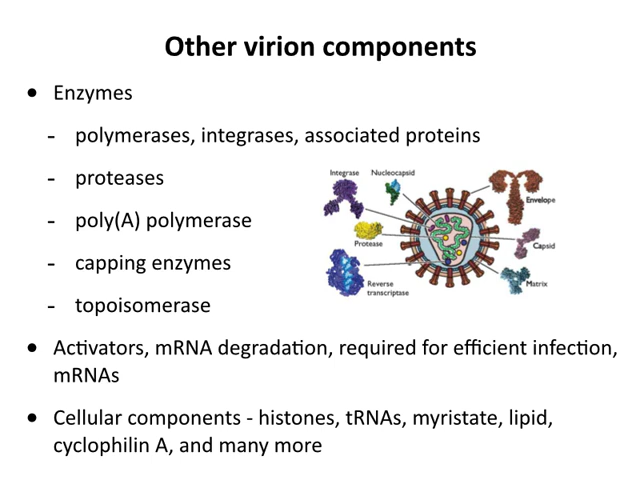 Other virion components
• Enzymes
- polymerases, integrases, associated proteins
- proteases
- poly(A) polymerase
- capping enzymes
- topoisomerase
Integrase
Nucleocapsid
Envelope
Protease
Capsid
Reverse
transcriptase
Matrix
• Activators, mRNA degradation, required for efficient infection,
mRNAs
• Cellular components - histones, tRNAs, myristate, lipid,
cyclophilin A, and many more